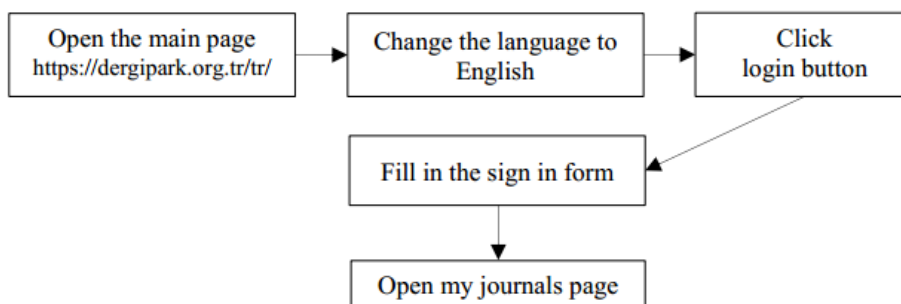 Open the main page
https://dergipark.org.tr/tr/
Change the language to
English
Click
login button
Fill in the sign in form
Open my journals page